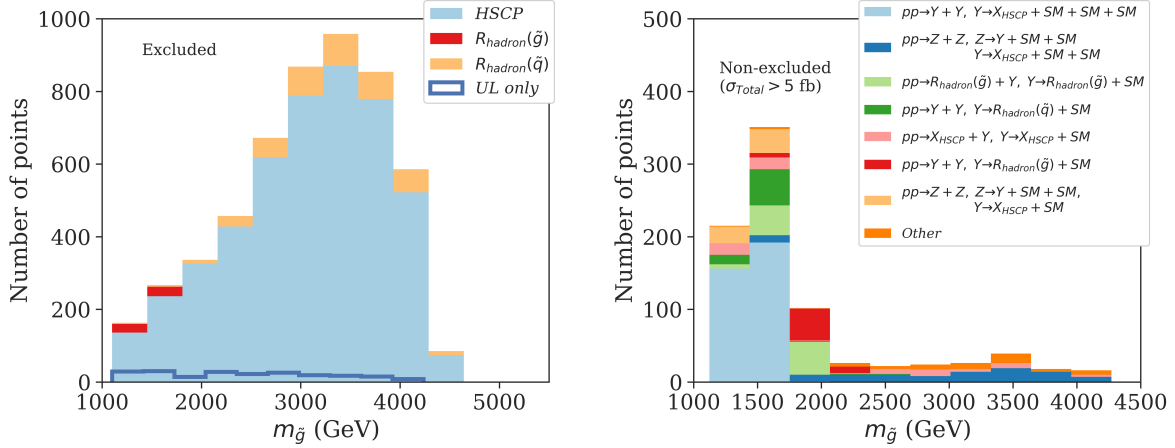 Excluded
HSCP
R_hadron(g̃)
R_hadron(q̃)
UL only
Number of points
0
200
400
600
800
1000
1000
2000
3000
4000
5000
m_g̃ (GeV)
Non-excluded
(σ_Total > 5 fb)
pp→Y + Y, Y→X_HSCP + SM + SM + SM
pp→Z + Z, Z→Y + SM + SM
Y→X_HSCP + SM + SM
pp→R_hadron(g̃) + Y, Y→R_hadron(g̃) + SM
pp→Y + Y, Y→R_hadron(q̃) + SM
pp→X_HSCP + Y, Y→X_HSCP + SM
pp→Y + Y, Y→R_hadron(g̃) + SM
pp→Z + Z, Z→Y + SM + SM,
Y→X_HSCP + SM
Other
Number of points
0
100
200
300
400
500
1000
1500
2000
2500
3000
3500
4000
4500
m_g̃ (GeV)